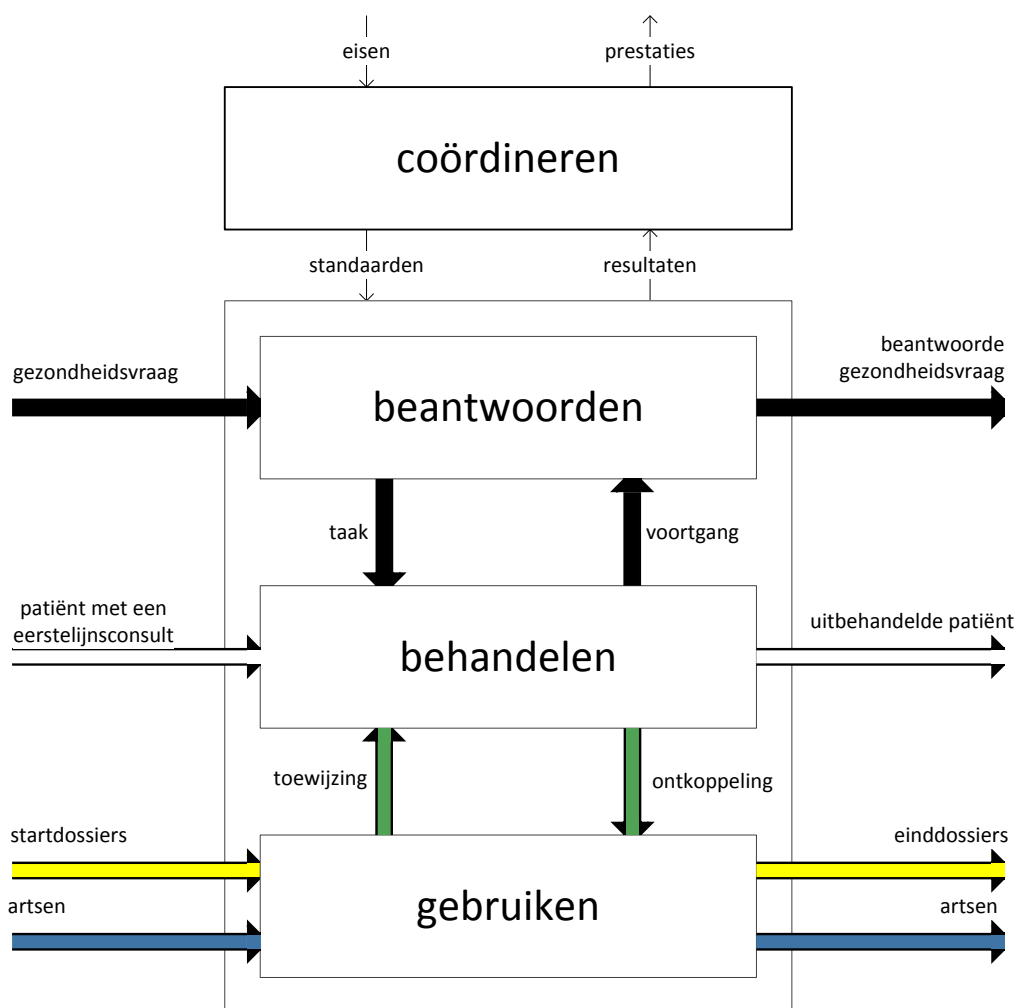 eisen
prestaties
coördineren
standaarden
resultaten
gezondheidsvraag
beantwoorde
gezondheidsvraag
beantwoorden
taak
voortgang
patiënt met een
eerstelijnsconsult
uitbehandelde patiënt
behandelen
toewijzing
ontkoppeling
startdossiers
einddossiers
gebruiken
artsen
artsen